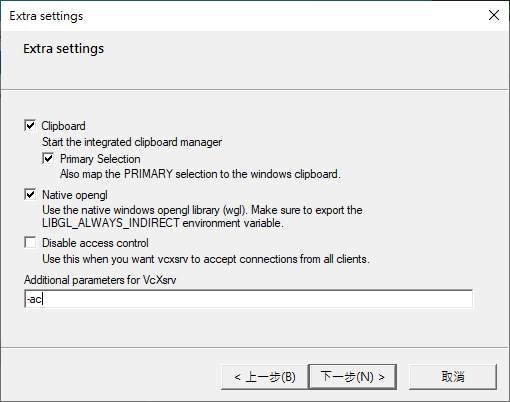 Extra settings
Extra settings
Clipboard
Start the integrated clipboard manager
Primary Selection
Also map the PRIMARY selection to the windows clipboard.
Native opengl
Use the native windows opengl library (wgl). Make sure to export the
LIBGL_ALWAYS_INDIRECT environment variable.
Disable access control
Use this when you want vcxsrv to accept connections from all clients.
Additional parameters for VcXsrv
-ac
< 上一步(B)
下一步(N) >
取消